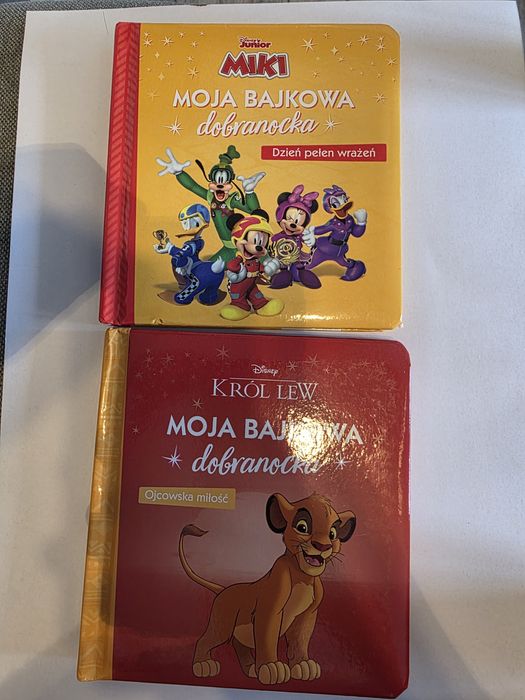 Disney
Junior
MIKI
MOJA BAJKOWA
dobranocka
Dzień pełen wrażeń
Disney
KRÓL LEW
MOJA BAJKOWA
dobranocka
Ojcowska miłość